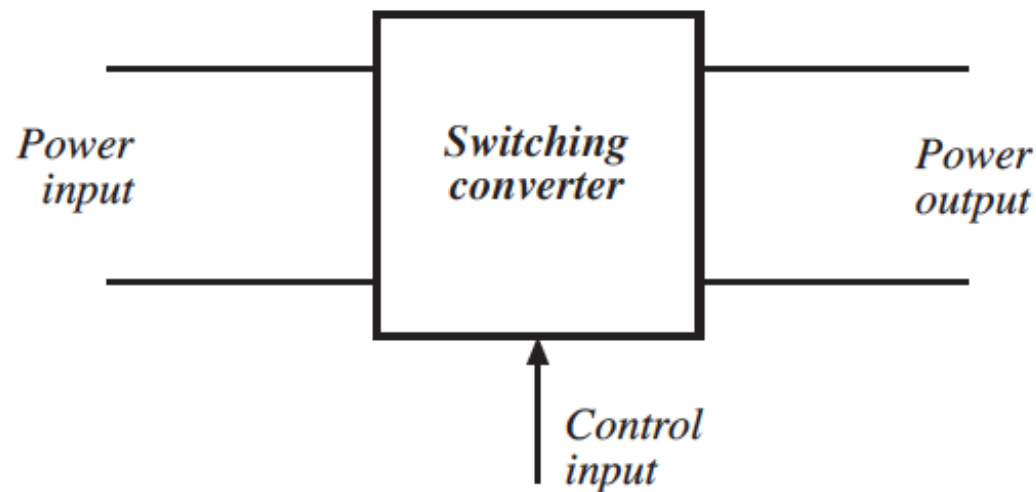 Power
input
Switching
converter
Power
output
Control
input